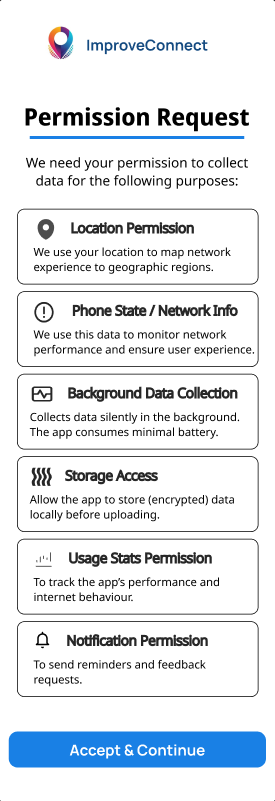 ImproveConnect
Permission Request
We need your permission to collect
data for the following purposes:
Location Permission
We use your location to map network
experience to geographic regions.
Phone State / Network Info
We use this data to monitor network
performance and ensure user experience.
Background Data Collection
Collects data silently in the background.
The app consumes minimal battery.
Storage Access
Allow the app to store (encrypted) data
locally before uploading.
Usage Stats Permission
To track the app’s performance and
internet behaviour.
Notification Permission
To send reminders and feedback
requests.
Accept & Continue